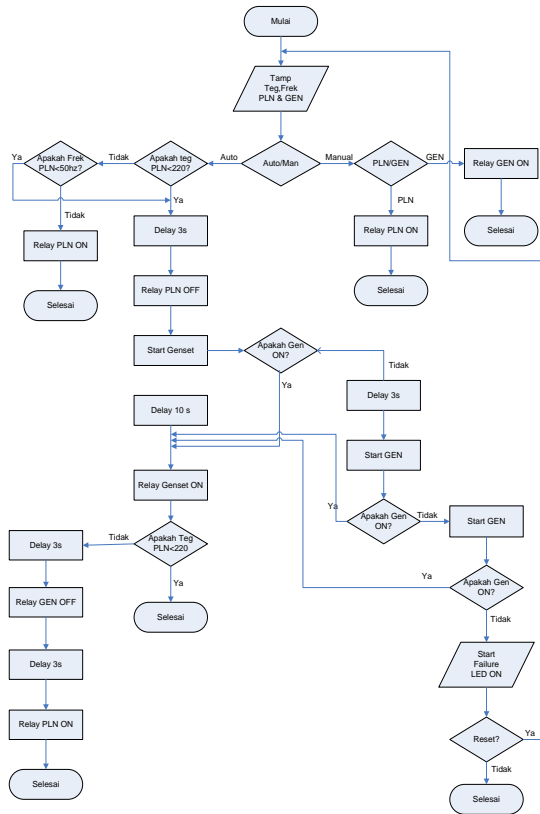 Mulai
Tamp
Teg,Frek
PLN & GEN
Ya
Apakah Frek
PLN<50hz?
Tidak
Apakah teg
PLN<220?
Auto
Auto/Man
Manual
PLN/GEN
GEN
Relay GEN ON
Tidak
Ya
PLN
Relay PLN ON
Delay 3s
Relay PLN ON
Selesai
Selesai
Relay PLN OFF
Selesai
Selesai
Start Genset
Apakah Gen
ON?
Tidak
Ya
Delay 3s
Delay 10 s
Start GEN
Relay Genset ON
Ya
Apakah Gen
ON?
Tidak
Start GEN
Delay 3s
Tidak
Apakah Teg
PLN<220
Ya
Ya
Apakah Gen
ON?
Relay GEN OFF
Selesai
Tidak
Delay 3s
Start
Failure
LED ON
Relay PLN ON
Reset?
Ya
Tidak
Selesai
Selesai